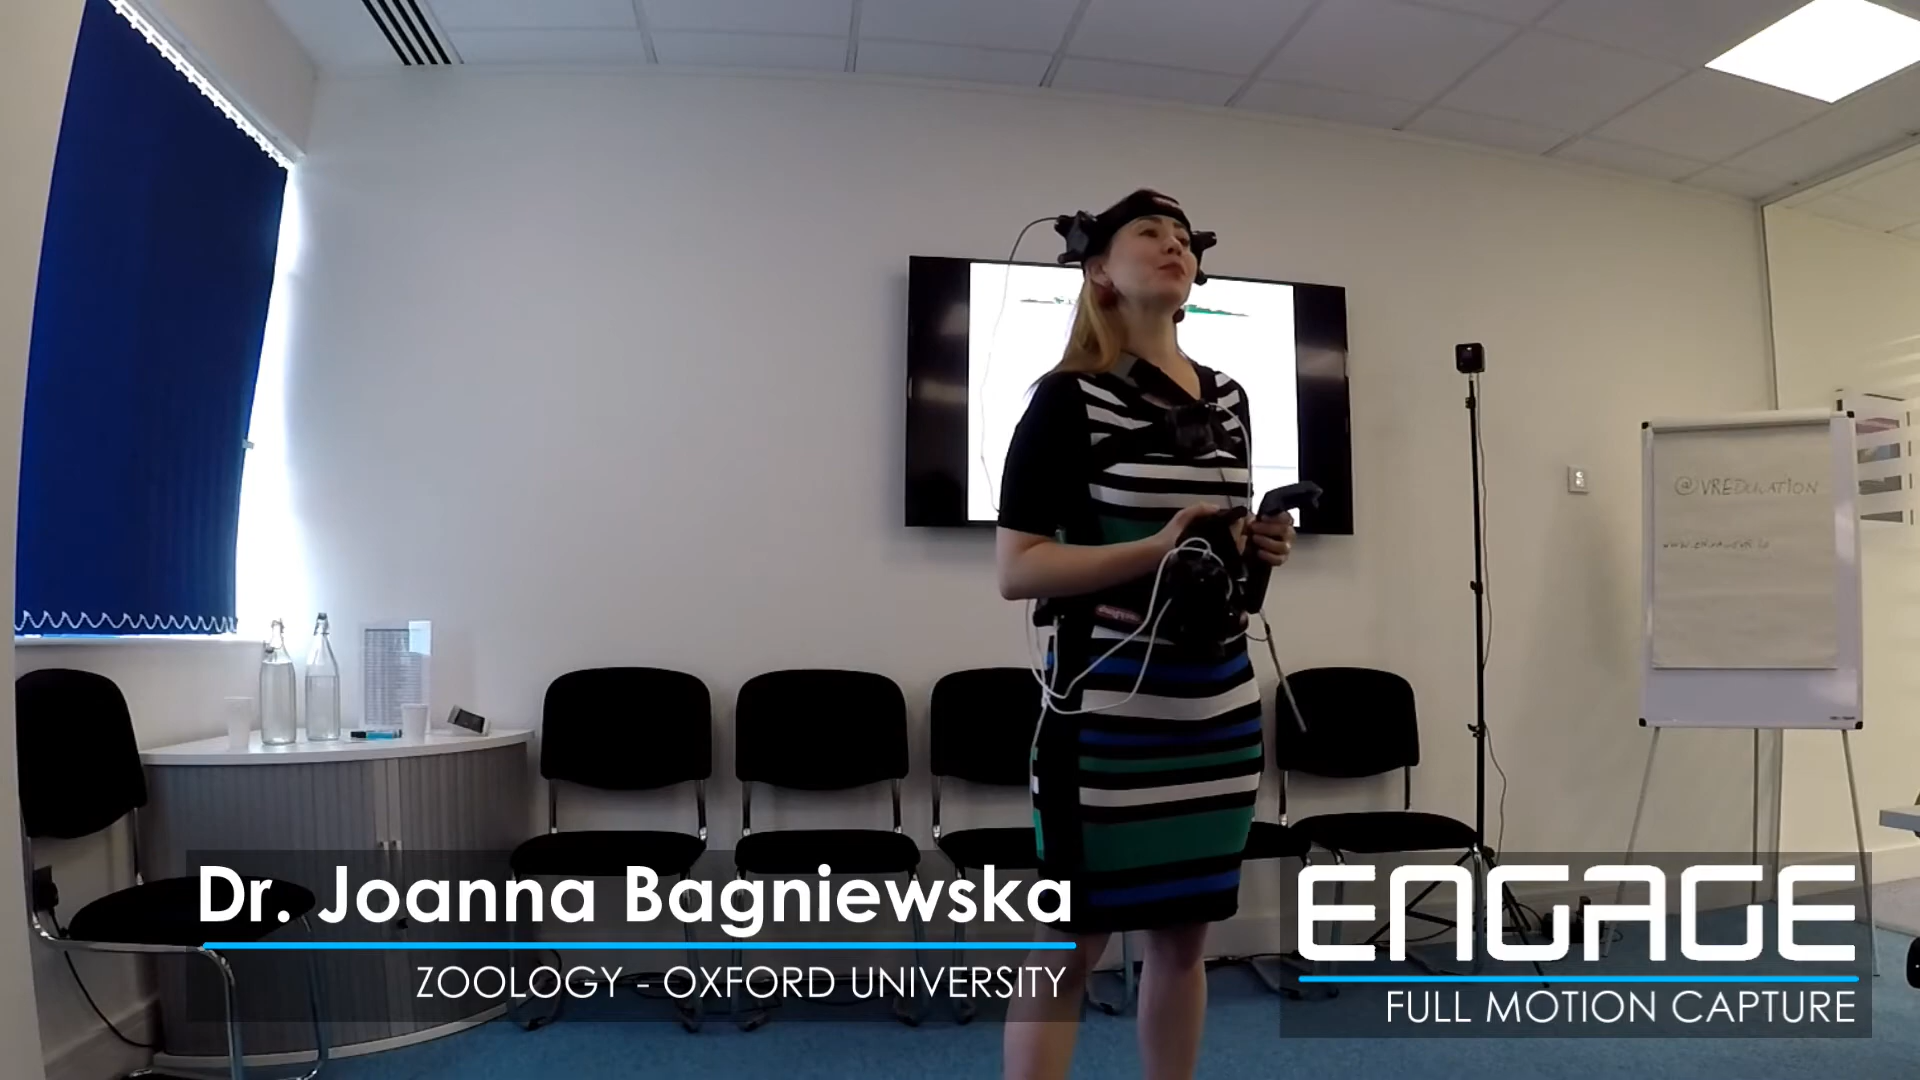 @VREDUCATION
Dr. Joanna Bagniewska
ZOOLOGY - OXFORD UNIVERSITY
ENGAGE
FULL MOTION CAPTURE